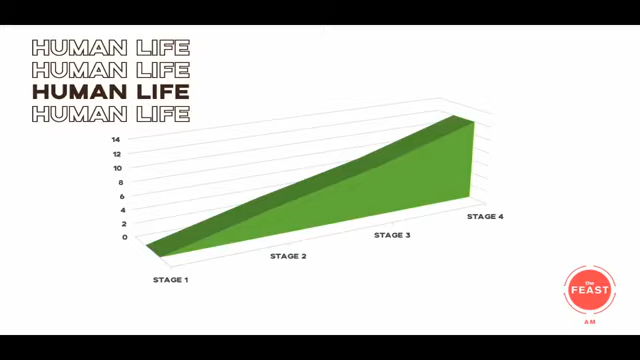 HUMAN LIFE
HUMAN LIFE
HUMAN LIFE
HUMAN LIFE
14
12
10
8
6
4
2
0
STAGE 1
STAGE 2
STAGE 3
STAGE 4
the
FEAST
AM